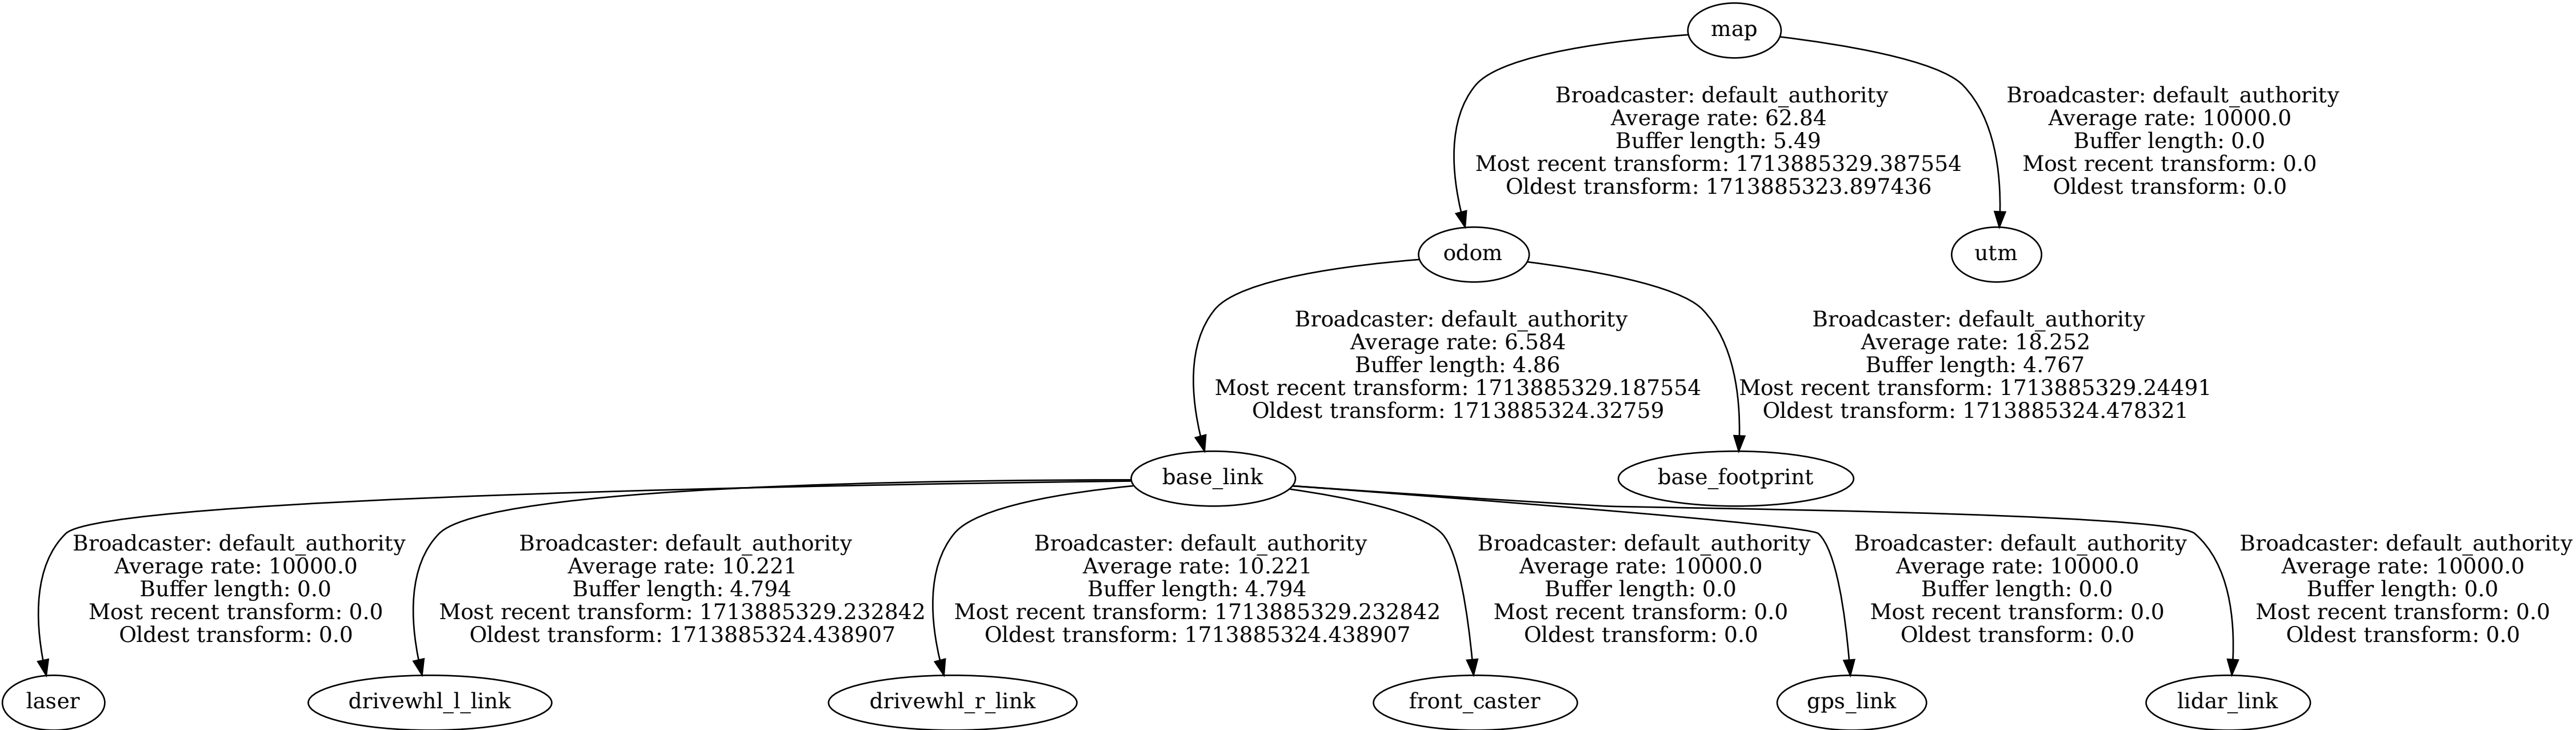 map
Broadcaster: default_authority
Average rate: 62.84
Buffer length: 5.49
Most recent transform: 1713885329.387554
Oldest transform: 1713885323.897436
Broadcaster: default_authority
Average rate: 10000.0
Buffer length: 0.0
Most recent transform: 0.0
Oldest transform: 0.0
odom
utm
Broadcaster: default_authority
Average rate: 6.584
Buffer length: 4.86
Most recent transform: 1713885329.187554
Oldest transform: 1713885324.32759
Broadcaster: default_authority
Average rate: 18.252
Buffer length: 4.767
Most recent transform: 1713885329.24491
Oldest transform: 1713885324.478321
base_link
base_footprint
Broadcaster: default_authority
Average rate: 10000.0
Buffer length: 0.0
Most recent transform: 0.0
Oldest transform: 0.0
Broadcaster: default_authority
Average rate: 10.221
Buffer length: 4.794
Most recent transform: 1713885329.232842
Oldest transform: 1713885324.438907
Broadcaster: default_authority
Average rate: 10.221
Buffer length: 4.794
Most recent transform: 1713885329.232842
Oldest transform: 1713885324.438907
Broadcaster: default_authority
Average rate: 10000.0
Buffer length: 0.0
Most recent transform: 0.0
Oldest transform: 0.0
Broadcaster: default_authority
Average rate: 10000.0
Buffer length: 0.0
Most recent transform: 0.0
Oldest transform: 0.0
Broadcaster: default_authority
Average rate: 10000.0
Buffer length: 0.0
Most recent transform: 0.0
Oldest transform: 0.0
laser
drivewhl_l_link
drivewhl_r_link
front_caster
gps_link
lidar_link